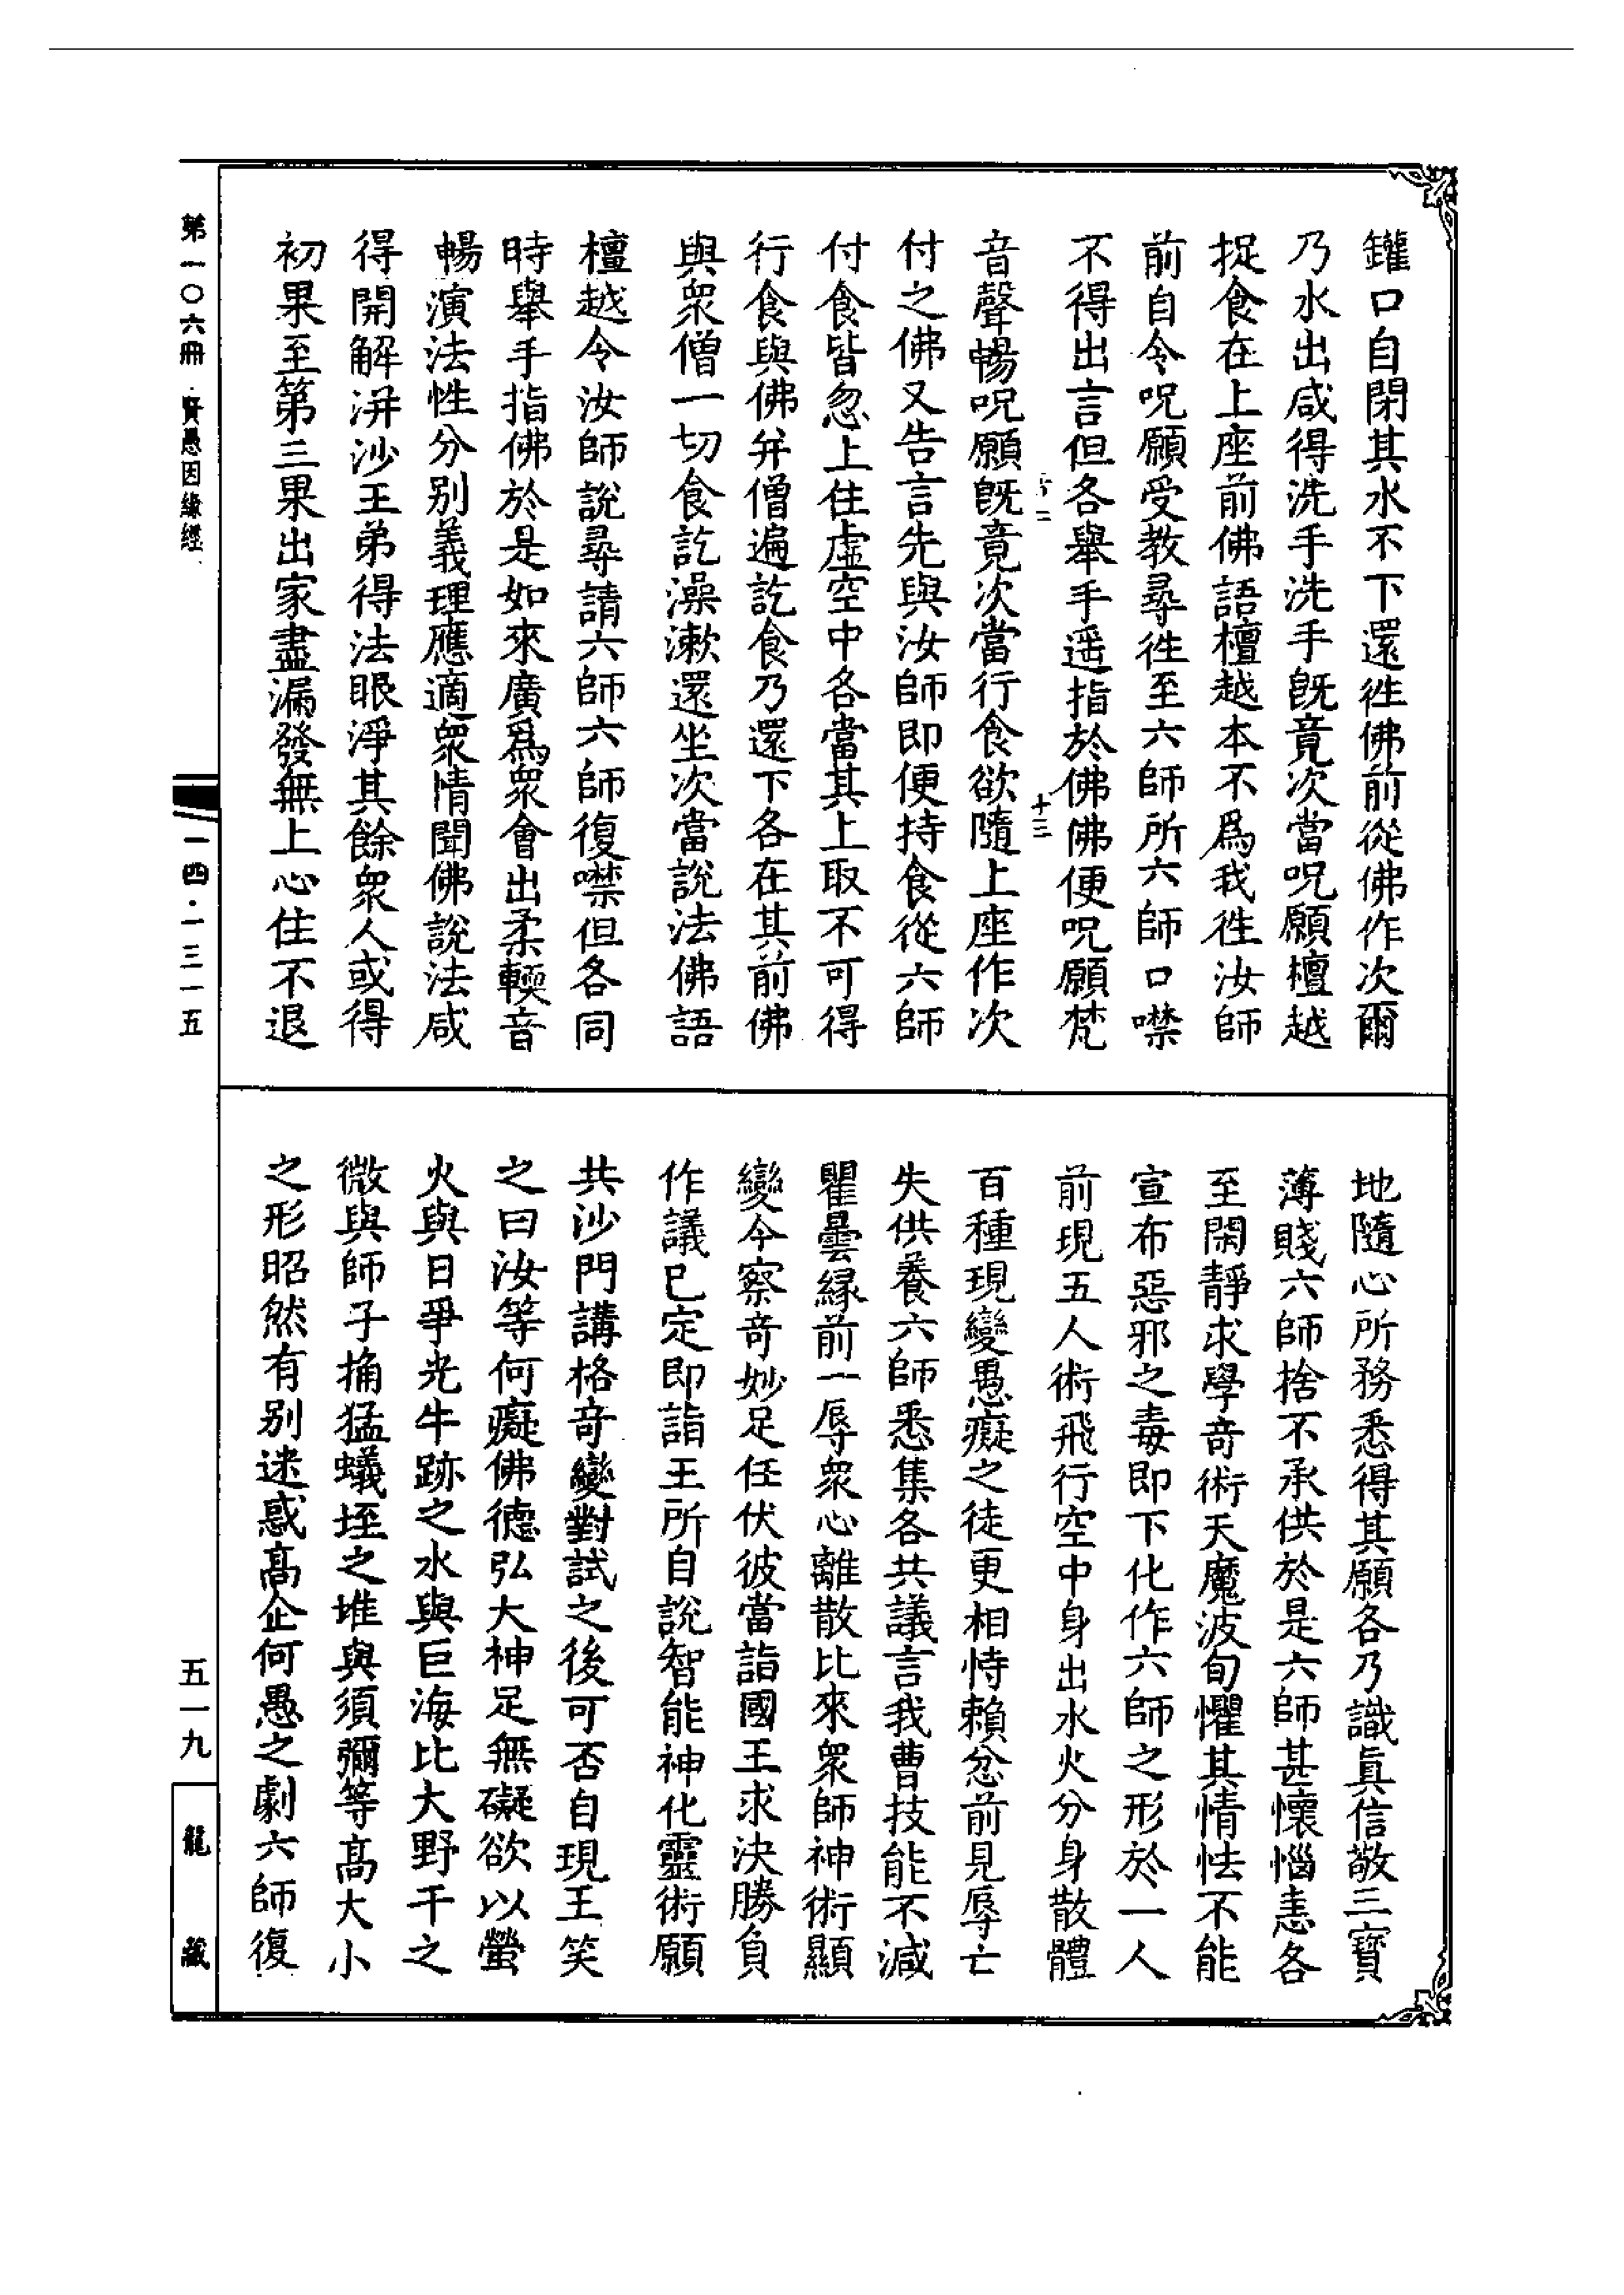 罐口自閉其水不下還徃佛前從佛作次爾
乃水出咸得洗手洗手旣竟次當呪願檀越
捉食在上座前佛語檀越本不爲我徃汝師
前自令呪願受教尋徃至六師所六師口噤
不得出言但各舉手遥指於佛佛便呪願梵
十三
音聲暢呪願旣竟次當行食欲隨上座作次
付之佛又告言先與汝師即便持食從六師
付食皆忽上住虛空中各當其上取不可得
行食與佛并僧遍訖食乃還下各在其前佛
與衆僧一切食訖澡漱還坐次當說法佛語
檀越令汝師說尋請六師六師復噤但各同
時舉手指佛於是如來廣爲衆會出柔輭音
暢演法性分别義理應適衆情聞佛說法咸
得開解洴沙王弟得法眼淨其餘衆人或得
初果至第三果出家盡漏發無上心住不退
地隨心所務悉得其願各乃識眞信敬三寶
薄賤六師捨不承供於是六師甚懷惱恚各
至閑靜求學竒術天魔波旬懼其情怯不能
宣布惡邪之毒即下化作六師之形於一人
前現五人術飛行空中身出水火分身散體
百種現變愚癡之徒更相恃賴忿前見辱亡
失供養六師悉集各共議言我曹技能不減
瞿曇縁前一辱衆心離散比來衆師神術顯
變今察竒妙足任伏彼當詣國王求決勝負
作議已定即詣王所自說智能神化靈術願
共沙門講格竒變對試之後可否自現王笑
之曰汝等何癡佛德弘大神足無礙欲以螢
火與日爭光牛跡之水與巨海比大野干之
微與師子捔猛蟻垤之堆與須彌等高大小
之形昭然有别迷惑高企何愚之劇六師復
第一〇六冊
賢愚因緣經
一四·一三一五
五一九
龍藏